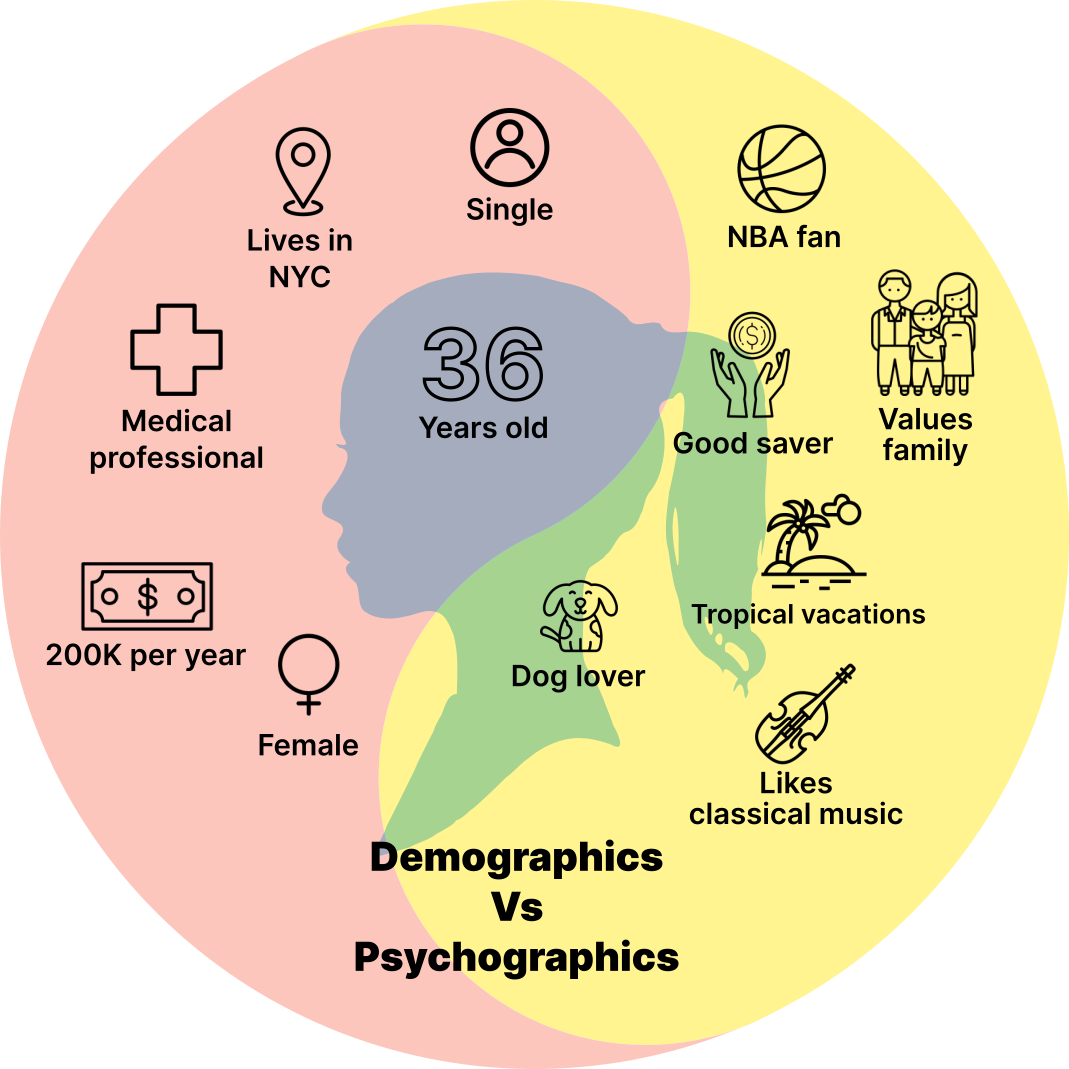 Single
Lives in
NYC
NBA fan
36
Years old
Medical
professional
$
Good saver
Values
family
$
200K per year
Female
Dog lover
Tropical vacations
Likes
classical music
Demographics
Vs
Psychographics